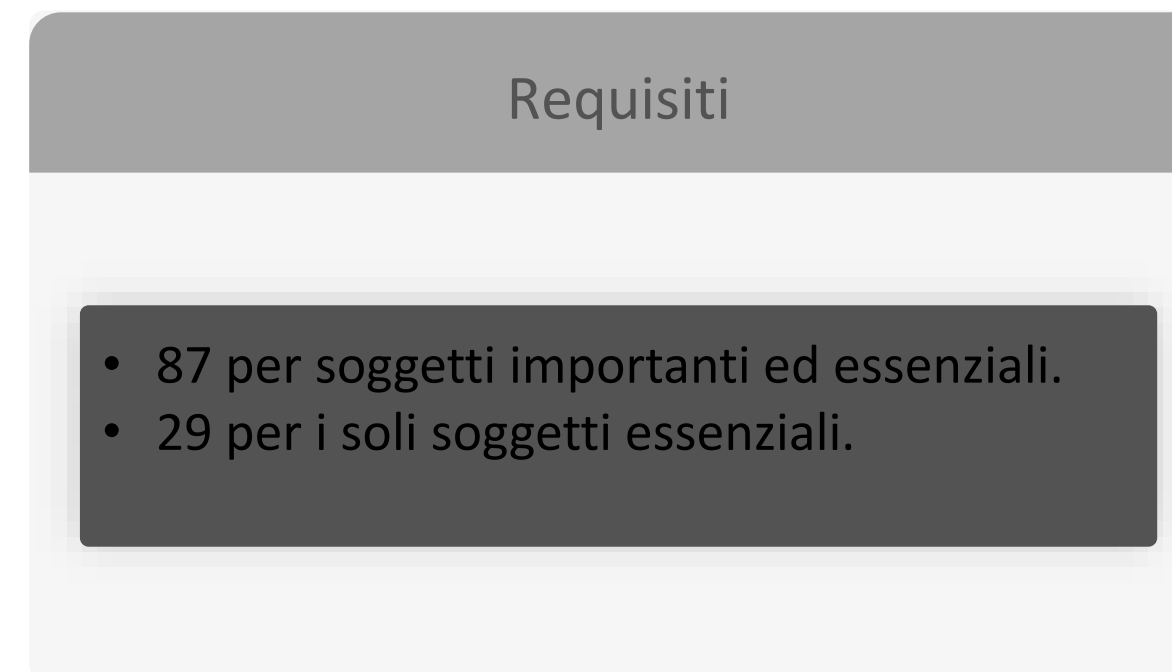 Requisiti
• 87 per soggetti importanti ed essenziali.
• 29 per i soli soggetti essenziali.